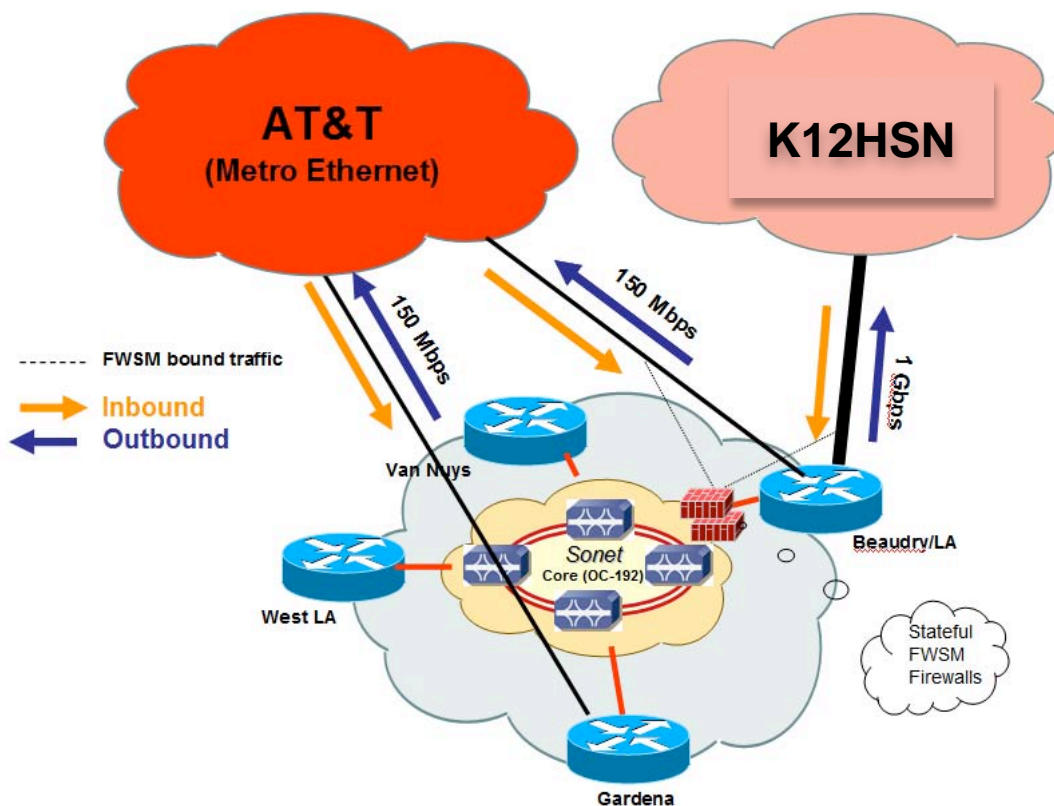 AT&T
(Metro Ethernet)
K12HSN
150 Mbps
150 Mbps
1 Gbps
FWSM bound traffic
Inbound
Outbound
Van Nuys
Sonet
Core (OC-192)
Beaudry/LA
West LA
Stateful
FWSM
Firewalls
Gardena